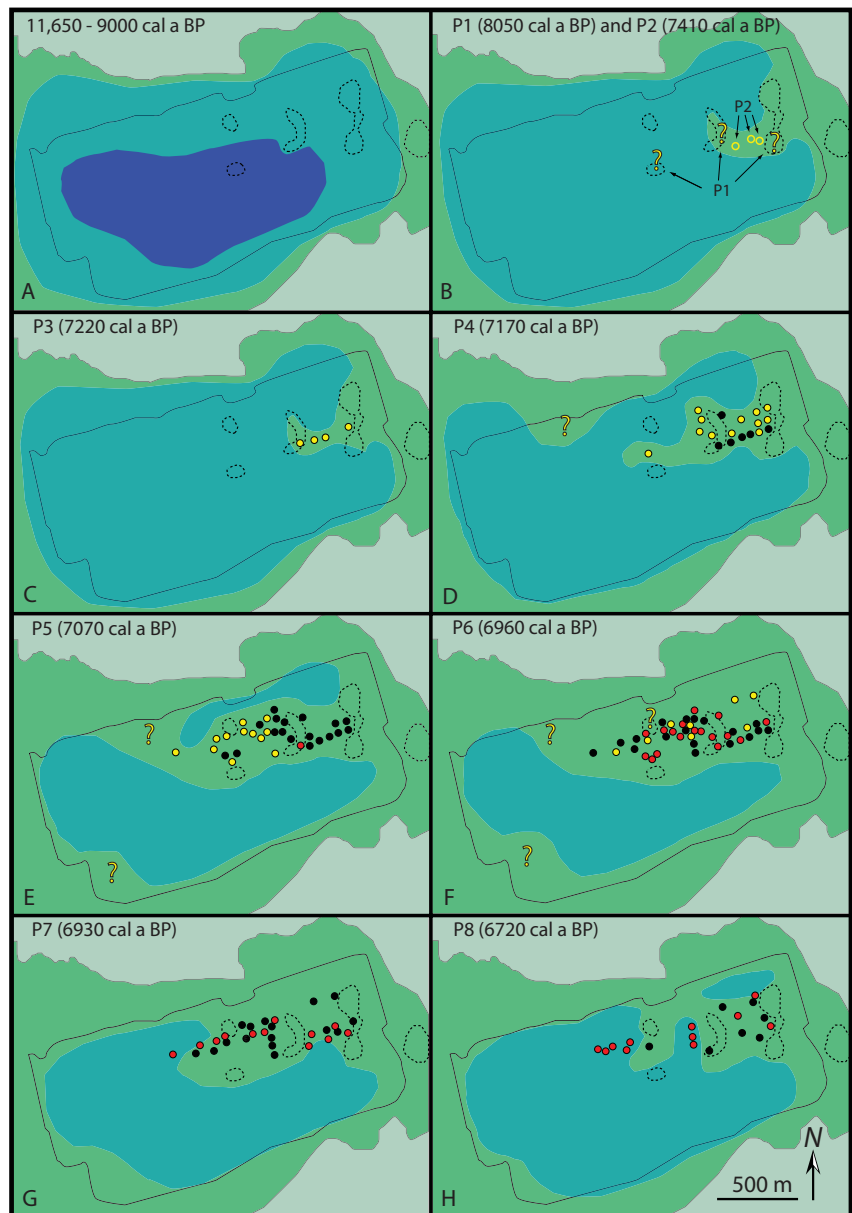 11,650 - 9000 cal a BP
A
P1 (8050 cal a BP) and P2 (7410 cal a BP)
P2
?
?
?
P1
B
P3 (7220 cal a BP)
C
P4 (7170 cal a BP)
?
D
P5 (7070 cal a BP)
?
?
E
P6 (6960 cal a BP)
?
?
?
F
P7 (6930 cal a BP)
G
P8 (6720 cal a BP)
N
500 m
H